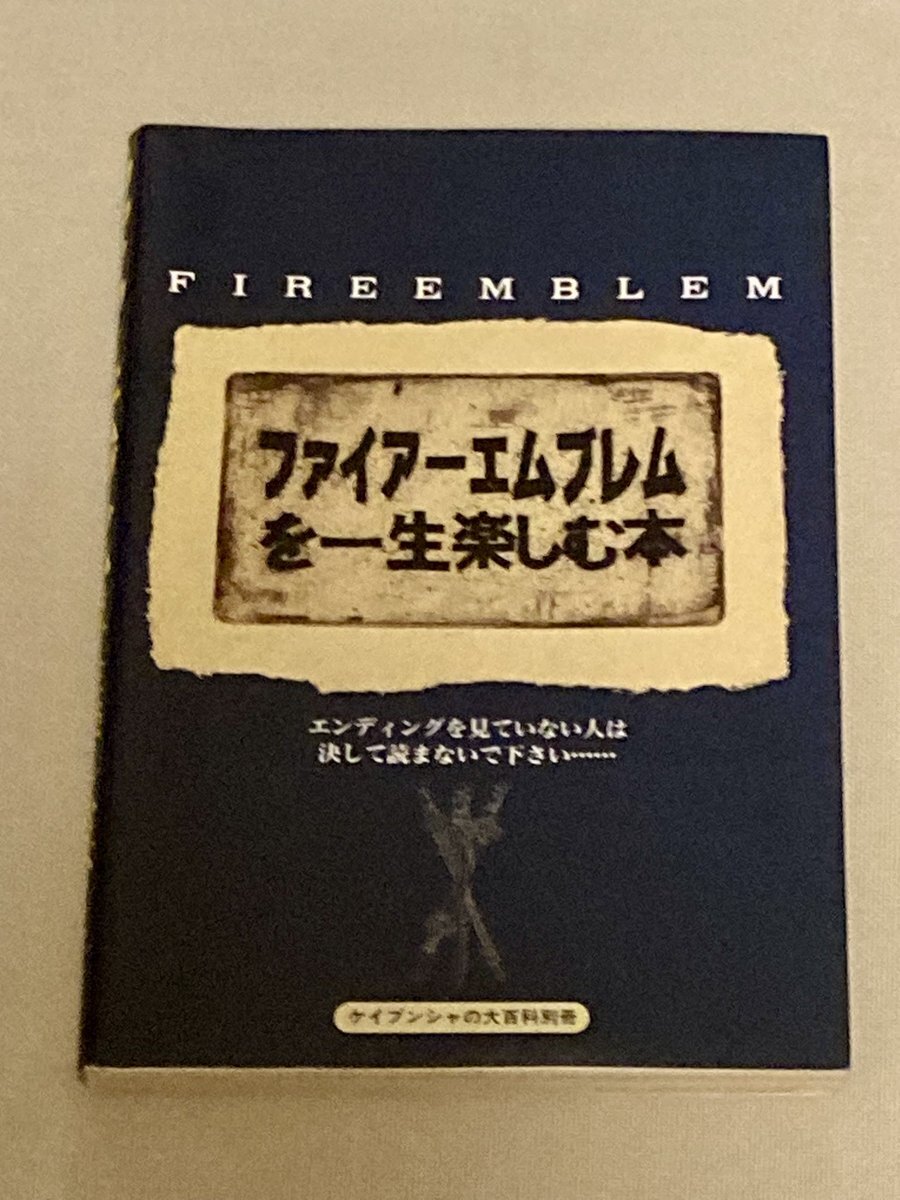 FIREEMBLEM
ファイアーエムブレム
を一生楽しむ本
エンディングを見ていない人は
決して読まないで下さい……
ケイブンシャの大百科別冊